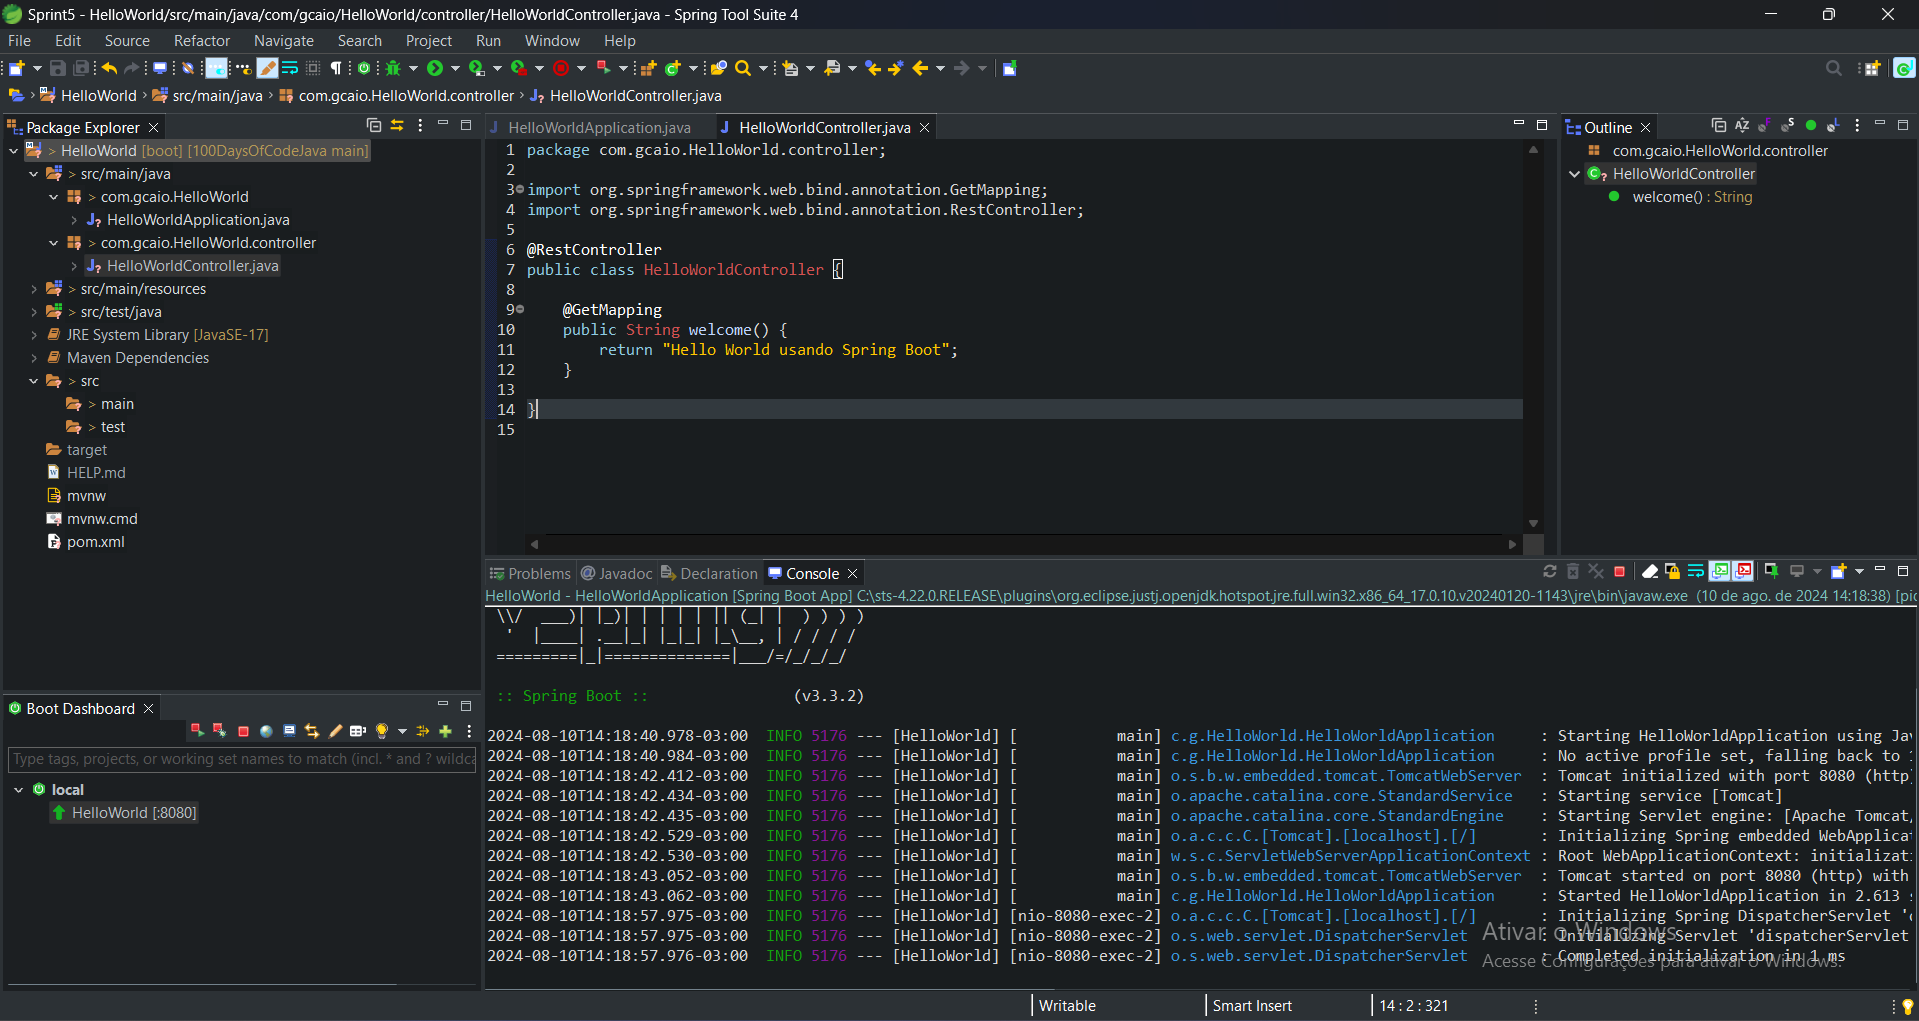 Sprint5 - HelloWorld/src/main/java/com/gcaio/HelloWorld/controller/HelloWorldController.java - Spring Tool Suite 4
File Edit Source Refactor Navigate Search Project Run Window Help
HelloWorld › src/main/java › com.gcaio.HelloWorld.controller › HelloWorldController.java
Package Explorer
> HelloWorld [boot] [100DaysOfCodeJava main]
> src/main/java
> com.gcaio.HelloWorld
HelloWorldApplication.java
> com.gcaio.HelloWorld.controller
HelloWorldController.java
> src/main/resources
> src/test/java
JRE System Library [JavaSE-17]
Maven Dependencies
> src
> main
> test
target
HELP.md
mvnw
mvnw.cmd
pom.xml
Boot Dashboard
Type tags, projects, or working set names to match (incl. * and ? wildca
local
HelloWorld [:8080]
HelloWorldApplication.java HelloWorldController.java
1 package com.gcaio.HelloWorld.controller;
2
3 import org.springframework.web.bind.annotation.GetMapping;
4 import org.springframework.web.bind.annotation.RestController;
5
6 @RestController
7 public class HelloWorldController {
8
9 @GetMapping
10 public String welcome() {
11 return "Hello World usando Spring Boot";
12 }
13
14 }
15
Outline
com.gcaio.HelloWorld.controller
HelloWorldController
welcome() : String
Problems @ Javadoc Declaration Console
HelloWorld - HelloWorldApplication [Spring Boot App] C:\sts-4.22.0.RELEASE\plugins\org.eclipse.justj.openjdk.hotspot.jre.full.win32.x86_64_17.0.10.v20240120-1143\jre\bin\javaw.exe (10 de ago. de 2024 14:18:38) [pid
\\/  ___)| |_)| | | | | || (_| |  ) ) ) )
'  |____| .__|_| |_|_| |_\__, | / / / /
=========|_|==============|___/=/_/_/_/
:: Spring Boot :: (v3.3.2)
2024-08-10T14:18:40.978-03:00 INFO 5176 --- [HelloWorld] [ main] c.g.HelloWorld.HelloWorldApplication : Starting HelloWorldApplication using Jav
2024-08-10T14:18:40.984-03:00 INFO 5176 --- [HelloWorld] [ main] c.g.HelloWorld.HelloWorldApplication : No active profile set, falling back to 1
2024-08-10T14:18:42.412-03:00 INFO 5176 --- [HelloWorld] [ main] o.s.b.w.embedded.tomcat.TomcatWebServer : Tomcat initialized with port 8080 (http)
2024-08-10T14:18:42.434-03:00 INFO 5176 --- [HelloWorld] [ main] o.apache.catalina.core.StandardService : Starting service [Tomcat]
2024-08-10T14:18:42.435-03:00 INFO 5176 --- [HelloWorld] [ main] o.apache.catalina.core.StandardEngine : Starting Servlet engine: [Apache Tomcat/
2024-08-10T14:18:42.529-03:00 INFO 5176 --- [HelloWorld] [ main] o.a.c.c.C.[Tomcat].[localhost].[/] : Initializing Spring embedded WebApplicat
2024-08-10T14:18:42.530-03:00 INFO 5176 --- [HelloWorld] [ main] w.s.c.ServletWebServerApplicationContext : Root WebApplicationContext: initializati
2024-08-10T14:18:43.052-03:00 INFO 5176 --- [HelloWorld] [ main] o.s.b.w.embedded.tomcat.TomcatWebServer : Tomcat started on port 8080 (http) with
2024-08-10T14:18:43.062-03:00 INFO 5176 --- [HelloWorld] [ main] c.g.HelloWorld.HelloWorldApplication : Started HelloWorldApplication in 2.613 s
2024-08-10T14:18:57.975-03:00 INFO 5176 --- [HelloWorld] [nio-8080-exec-2] o.a.c.c.C.[Tomcat].[localhost].[/] : Initializing Spring DispatcherServlet 'd
2024-08-10T14:18:57.975-03:00 INFO 5176 --- [HelloWorld] [nio-8080-exec-2] o.s.web.servlet.DispatcherServlet : Initializing Servlet 'dispatcherServlet
2024-08-10T14:18:57.976-03:00 INFO 5176 --- [HelloWorld] [nio-8080-exec-2] o.s.web.servlet.DispatcherServlet : Completed initialization in 1 ms
Ativar o Windows
Acesse Configurações para ativar o Windows.
Writable Smart Insert 14 : 2 : 321